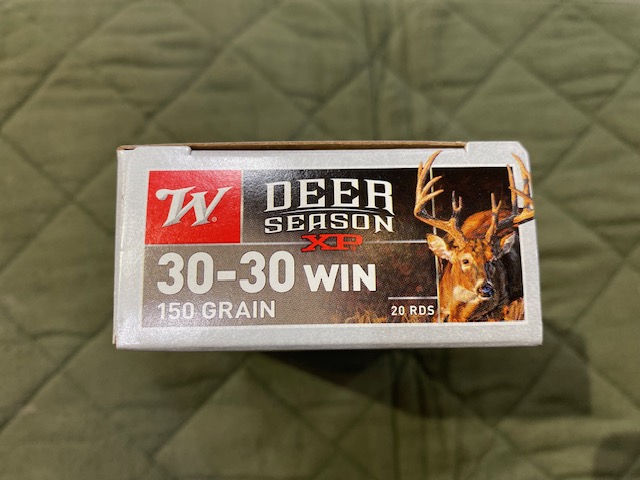 W
DEER
SEASON
XP
30-30 WIN
150 GRAIN
20 RDS